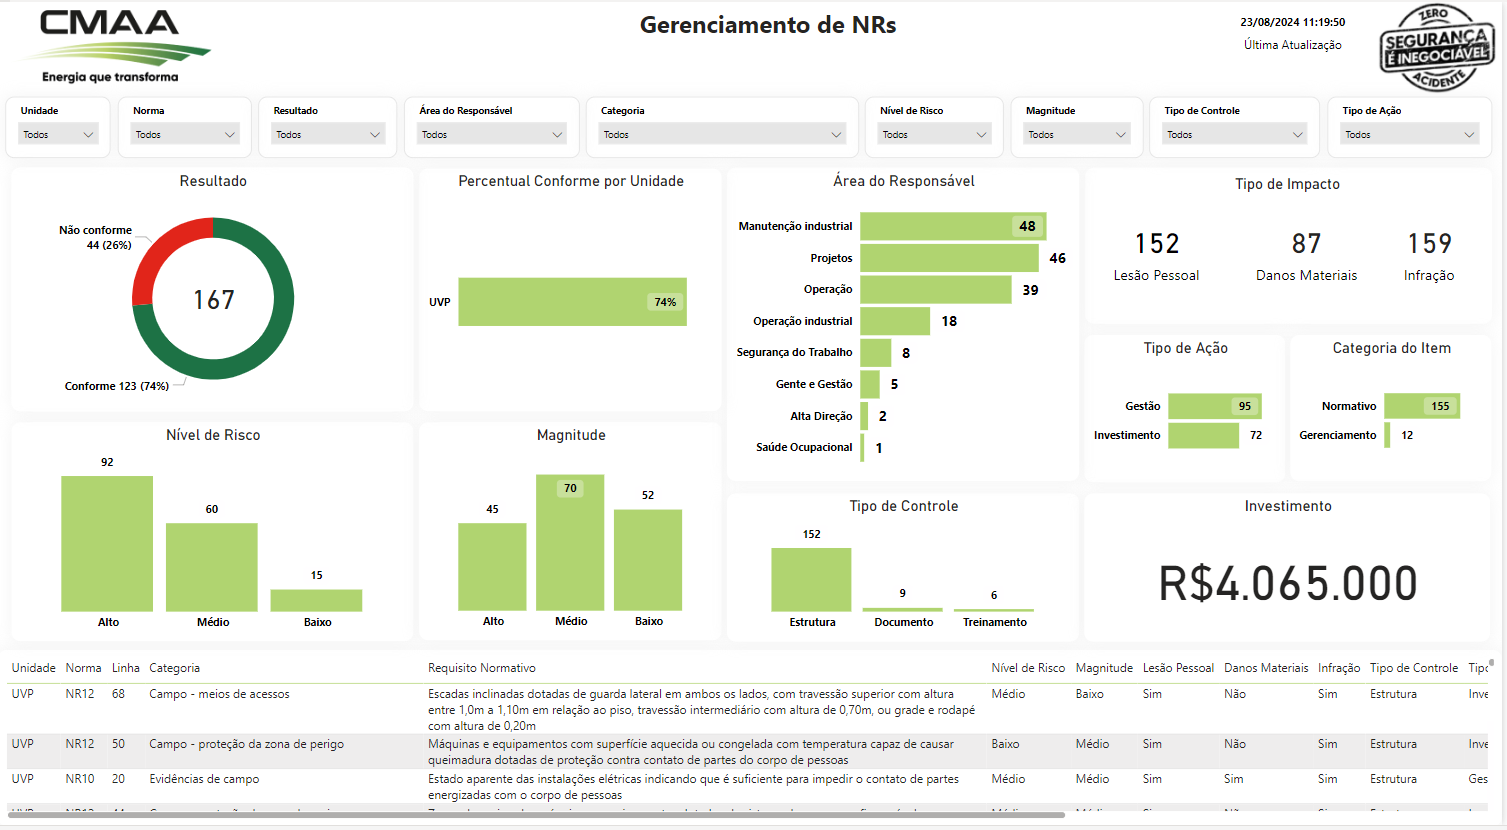 CMAA
Energia que transforma
Gerenciamento de NRs
23/08/2024 11:19:50
Última Atualização
ZERO
SEGURANÇA
É INEGOCIÁVEL
ACIDENTE
Unidade
Todos
Norma
Todos
Resultado
Todos
Área do Responsável
Todos
Categoria
Todos
Nível de Risco
Todos
Magnitude
Todos
Tipo de Controle
Todos
Tipo de Ação
Todos
Resultado
Não conforme
44 (26%)
167
Conforme 123 (74%)
Percentual Conforme por Unidade
UVP 74%
Área do Responsável
Manutenção industrial 48
Projetos 46
Operação 39
Operação industrial 18
Segurança do Trabalho 8
Gente e Gestão 5
Alta Direção 2
Saúde Ocupacional 1
Tipo de Impacto
152 87 159
Lesão Pessoal Danos Materiais Infração
Tipo de Ação
Gestão 95
Investimento 72
Categoria do Item
Normativo 155
Gerenciamento 12
Nível de Risco
92 60 15
Alto Médio Baixo
Magnitude
45 70 52
Alto Médio Baixo
Tipo de Controle
152 9 6
Estrutura Documento Treinamento
Investimento
R$4.065.000
Unidade Norma Linha Categoria Requisito Normativo Nível de Risco Magnitude Lesão Pessoal Danos Materiais Infração Tipo de Controle Tipo
UVP NR12 68 Campo - meios de acessos Escadas inclinadas dotadas de guarda lateral em ambos os lados, com travessão superior com altura Médio Baixo Sim Não Sim Estrutura Inve
entre 1,0m a 1,10m em relação ao piso, travessão intermediário com altura de 0,70m, ou grade e rodapé
com altura de 0,20m
UVP NR12 50 Campo - proteção da zona de perigo Máquinas e equipamentos com superfície aquecida ou congelada com temperatura capaz de causar Baixo Médio Sim Não Sim Estrutura Inve
queimadura dotadas de proteção contra contato de partes do corpo de pessoas
UVP NR10 20 Evidências de campo Estado aparente das instalações elétricas indicando que é suficiente para impedir o contato de partes Médio Médio Sim Sim Sim Estrutura Ges
energizadas com o corpo de pessoas